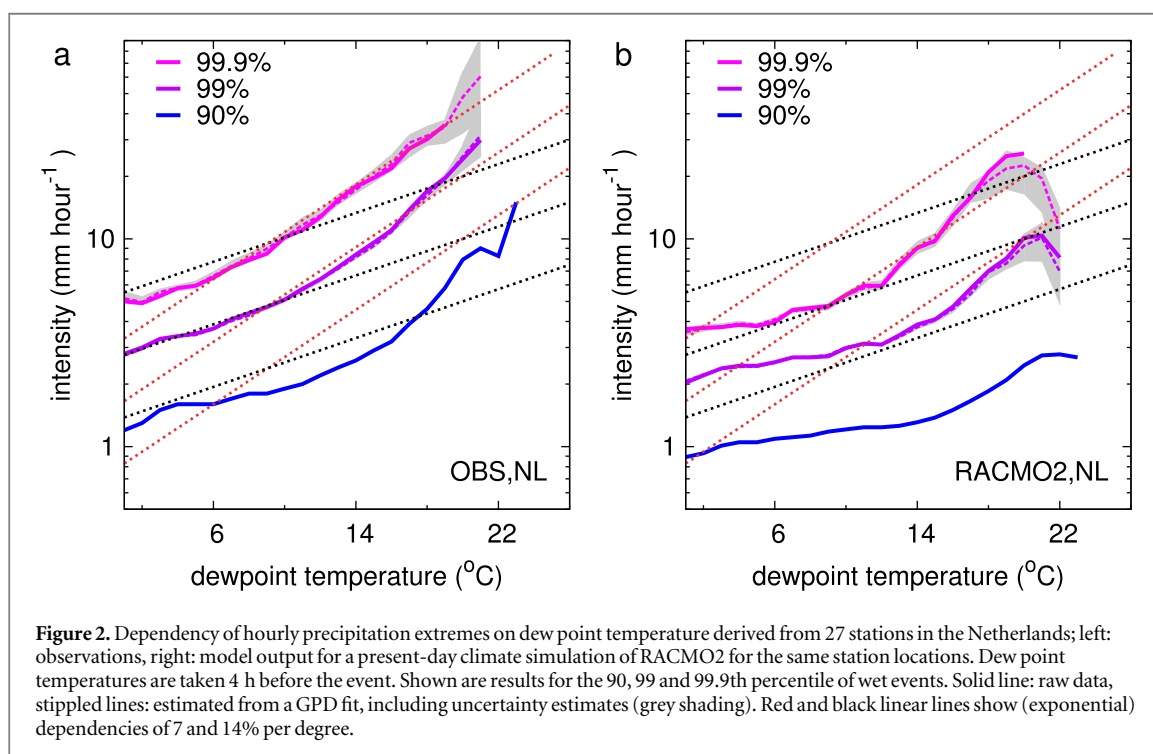 a
99.9%
99%
90%
10
1
intensity (mm hour-1 )
OBS,NL
6
14
22
dewpoint temperature (oC)
b
99.9%
99%
90%
10
1
intensity (mm hour-1 )
RACMO2,NL
6
14
22
dewpoint temperature (oC)
Figure 2. Dependency of hourly precipitation extremes on dew point temperature derived from 27 stations in the Netherlands; left:
observations, right: model output for a present-day climate simulation of RACMO2 for the same station locations. Dew point
temperatures are taken 4 h before the event. Shown are results for the 90, 99 and 99.9th percentile of wet events. Solid line: raw data,
stippled lines: estimated from a GPD fit, including uncertainty estimates (grey shading). Red and black linear lines show (exponential)
dependencies of 7 and 14% per degree.